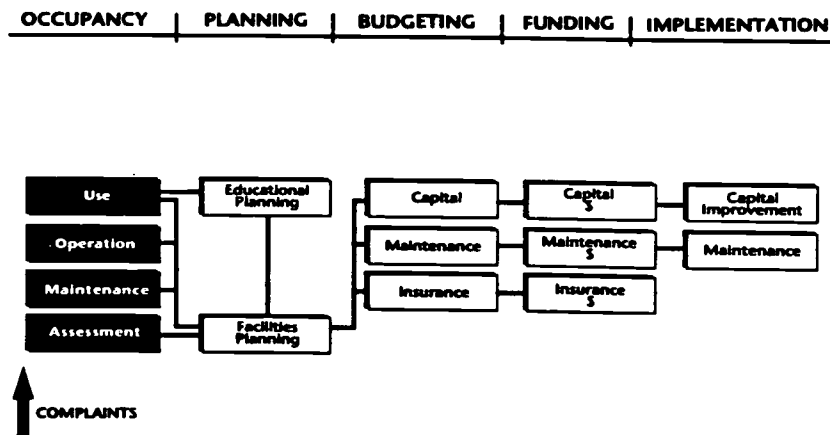 OCCUPANCY | PLANNING | BUDGETING | FUNDING | IMPLEMENTATION
Use
Educational
Planning
Capital
Capital
$
Capital
Improvement
Operation
Maintenance
Maintenance
$
Maintenance
Maintenance
Insurance
Insurance
$
Assessment
Facilities
Planning
COMPLAINTS